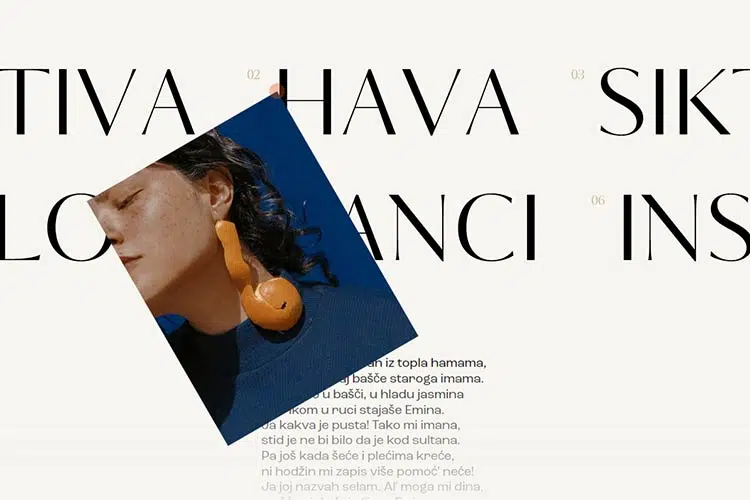 TIVA 02 HAVA 03 SIKT
LO ANCI 06 INS
iz topla hamama,
bašče staroga imama.
u bašči, u hladu jasmina
u ruci stajaše Emina.
Ja kakva je pusta! Tako mi imana,
stid je ne bi bilo da je kod sultana.
Pa još kada šeće i plećima kreće,
ni hodžin mi zapis više pomoć' neće!
Ja joj nazvah selam. Al' moga mi dina,